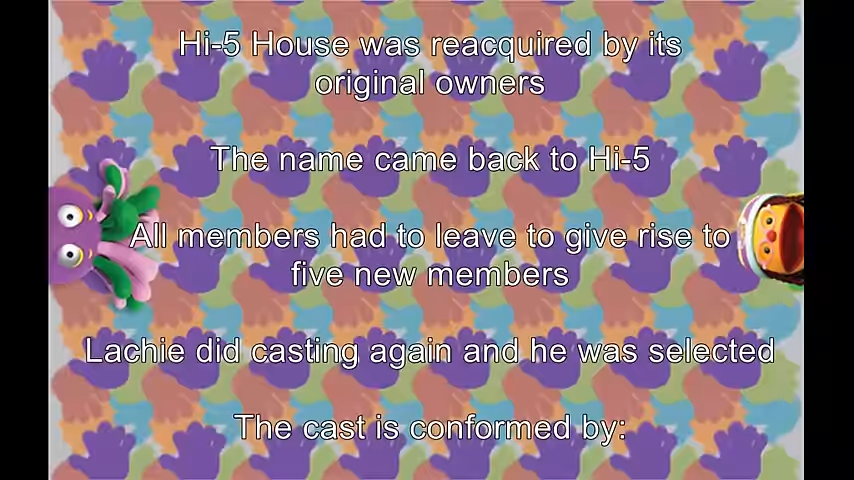 Hi-5 House was reacquired by its
original owners
The name came back to Hi-5
All members had to leave to give rise to
five new members
Lachie did casting again and he was selected
The cast is conformed by: